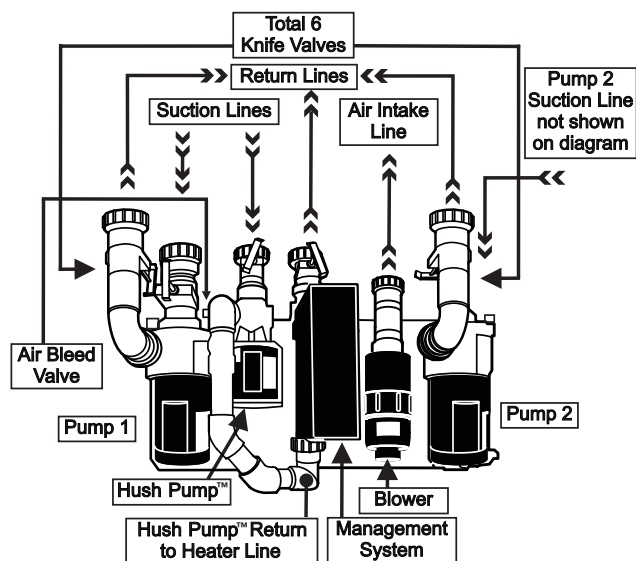 Total 6
Knife Valves
Return Lines
Suction Lines
Air Intake
Line
Pump 2
Suction Line
not shown
on diagram
Air Bleed
Valve
Pump 1
Pump 2
Hush Pump™
Blower
Hush Pump™ Return
to Heater Line
Management
System